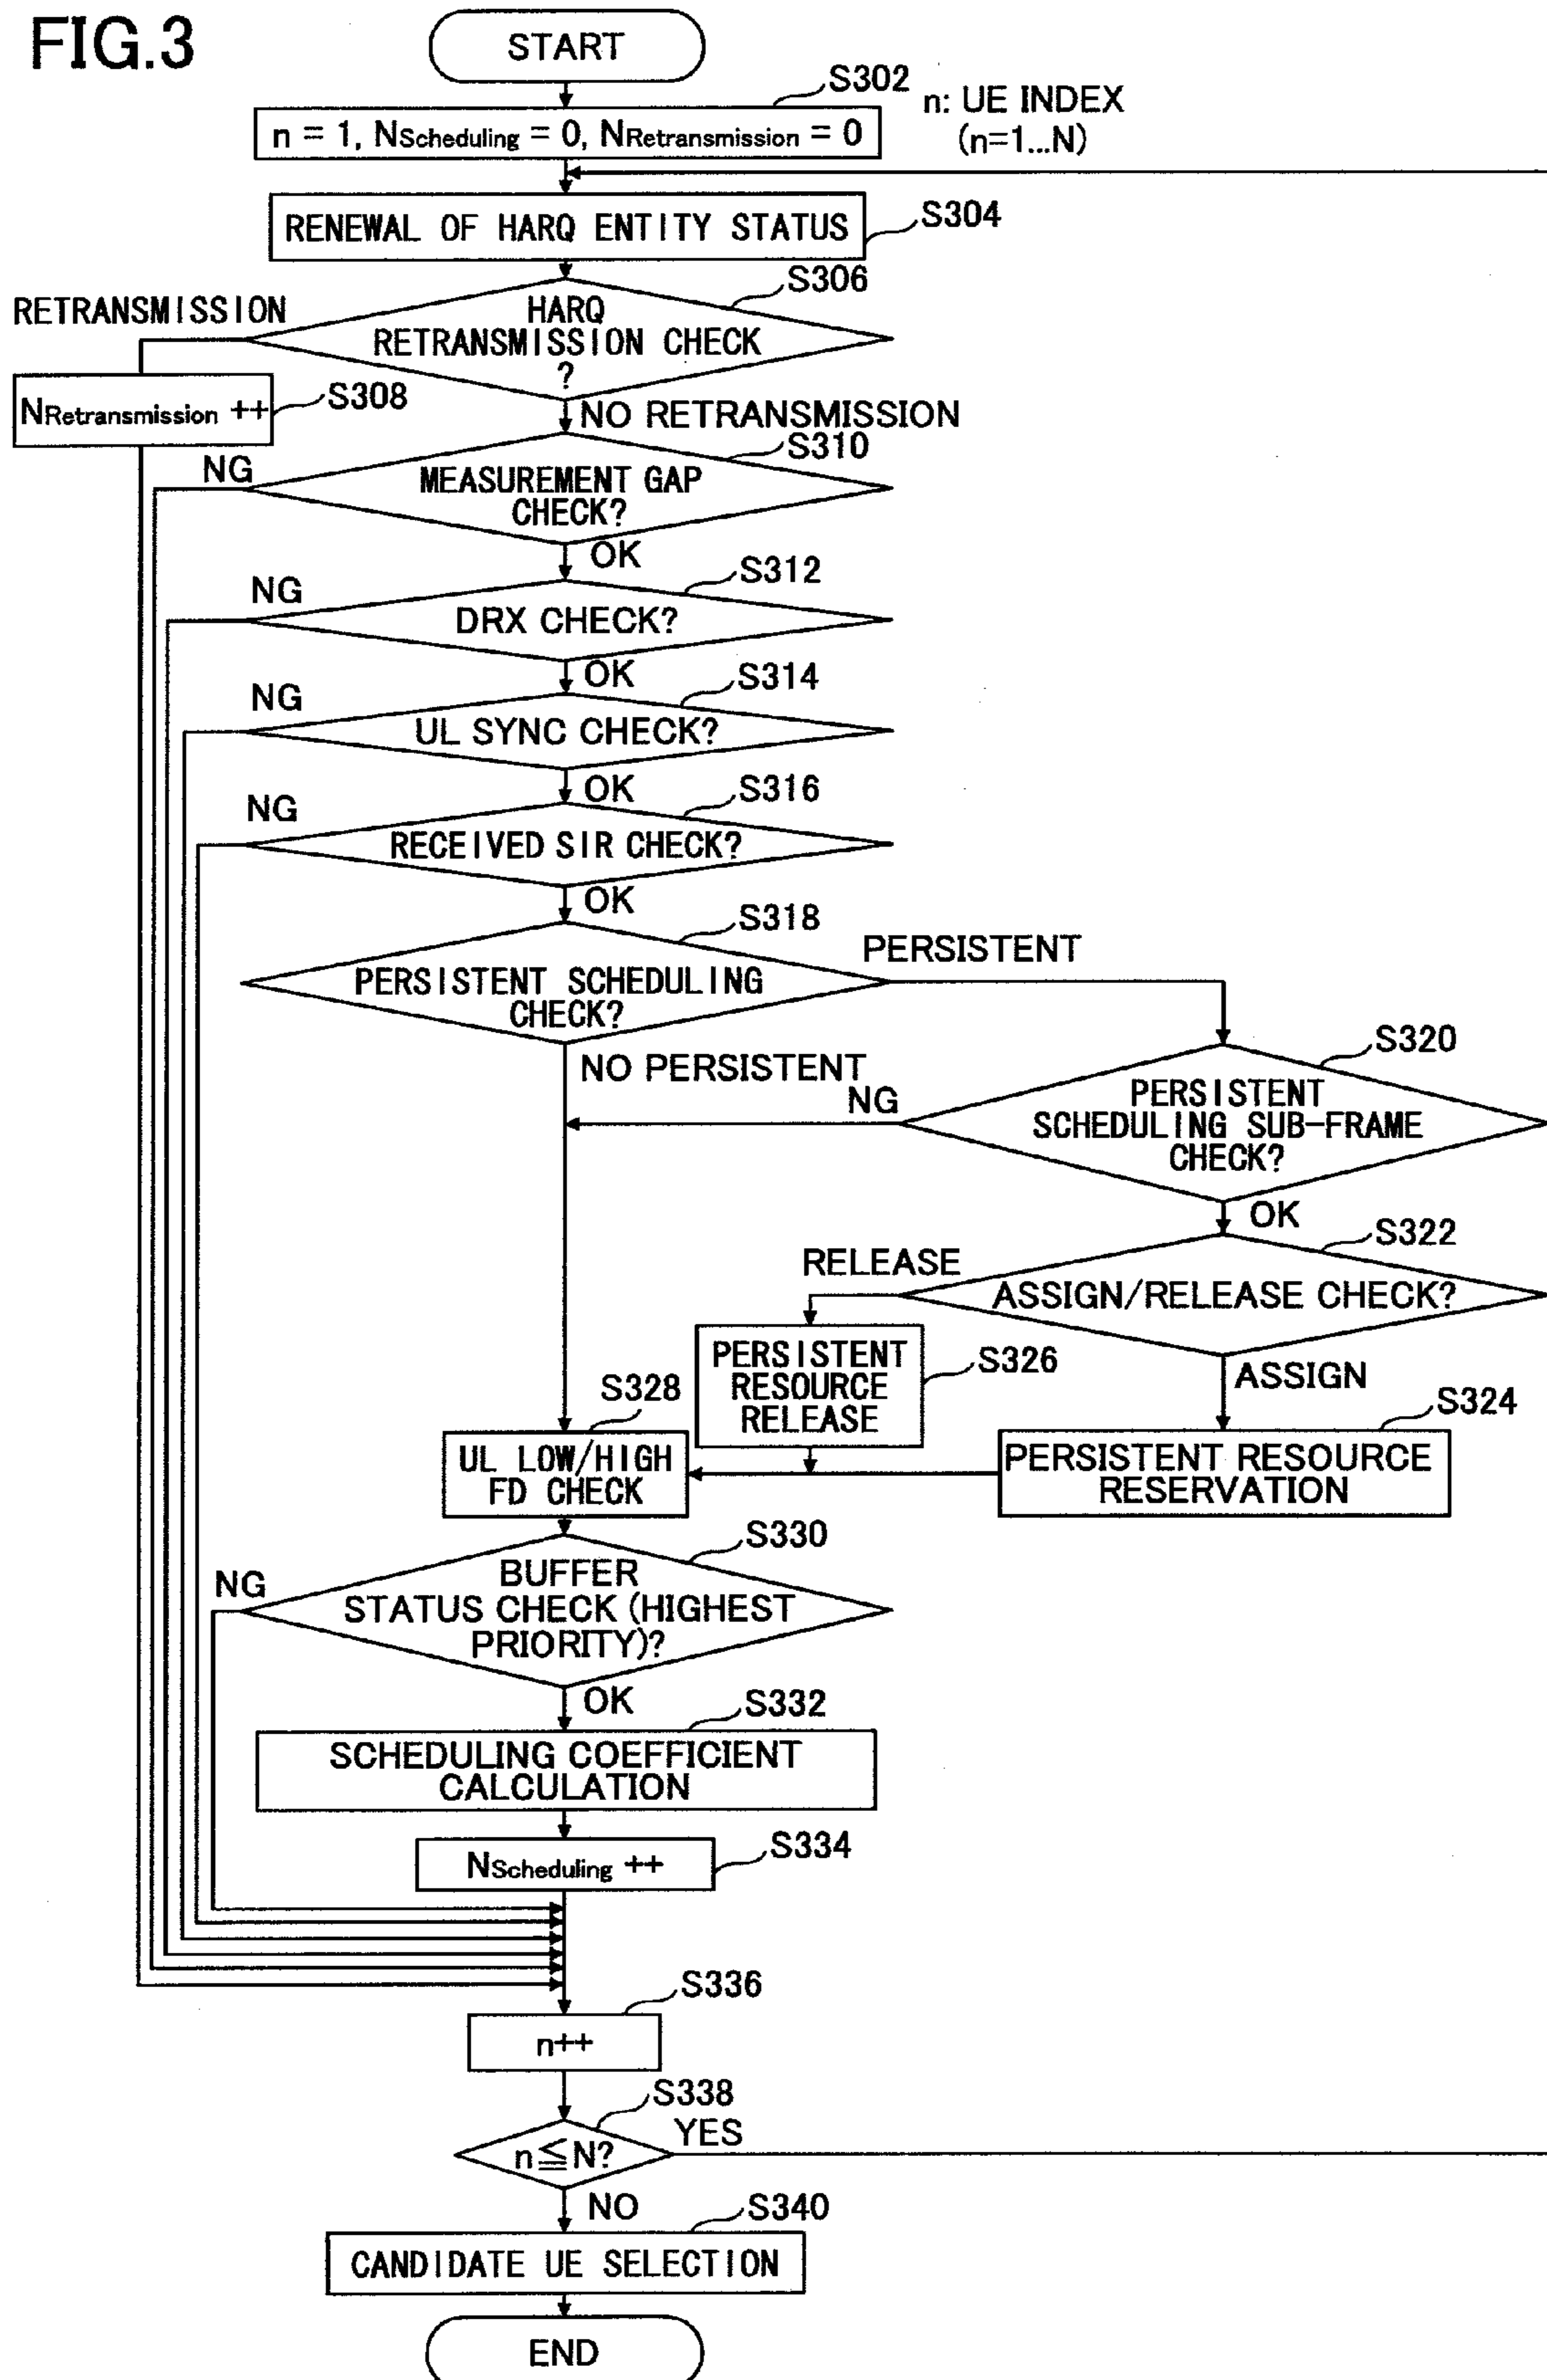 FIG.3
START
S302
n: UE INDEX
(n=1...N)
n = 1, NScheduling = 0, NRetransmission = 0
RENEWAL OF HARQ ENTITY STATUS
S304
S306
RETRANSMISSION
HARQ
RETRANSMISSION CHECK
?
NRetransmission ++
S308
NO RETRANSMISSION
S310
NG
MEASUREMENT GAP
CHECK?
OK
S312
NG
DRX CHECK?
OK
S314
NG
UL SYNC CHECK?
OK
S316
NG
RECEIVED SIR CHECK?
OK
S318
PERSISTENT
PERSISTENT SCHEDULING
CHECK?
S320
NO PERSISTENT
NG
PERSISTENT
SCHEDULING SUB-FRAME
CHECK?
OK
S322
RELEASE
ASSIGN/RELEASE CHECK?
PERSISTENT
RESOURCE
RELEASE
S326
ASSIGN
S328
S324
UL LOW/HIGH
FD CHECK
PERSISTENT RESOURCE
RESERVATION
S330
NG
BUFFER
STATUS CHECK (HIGHEST
PRIORITY)?
OK
S332
SCHEDULING COEFFICIENT
CALCULATION
S334
NScheduling ++
S336
n++
S338
n≦N?
YES
NO
S340
CANDIDATE UE SELECTION
END